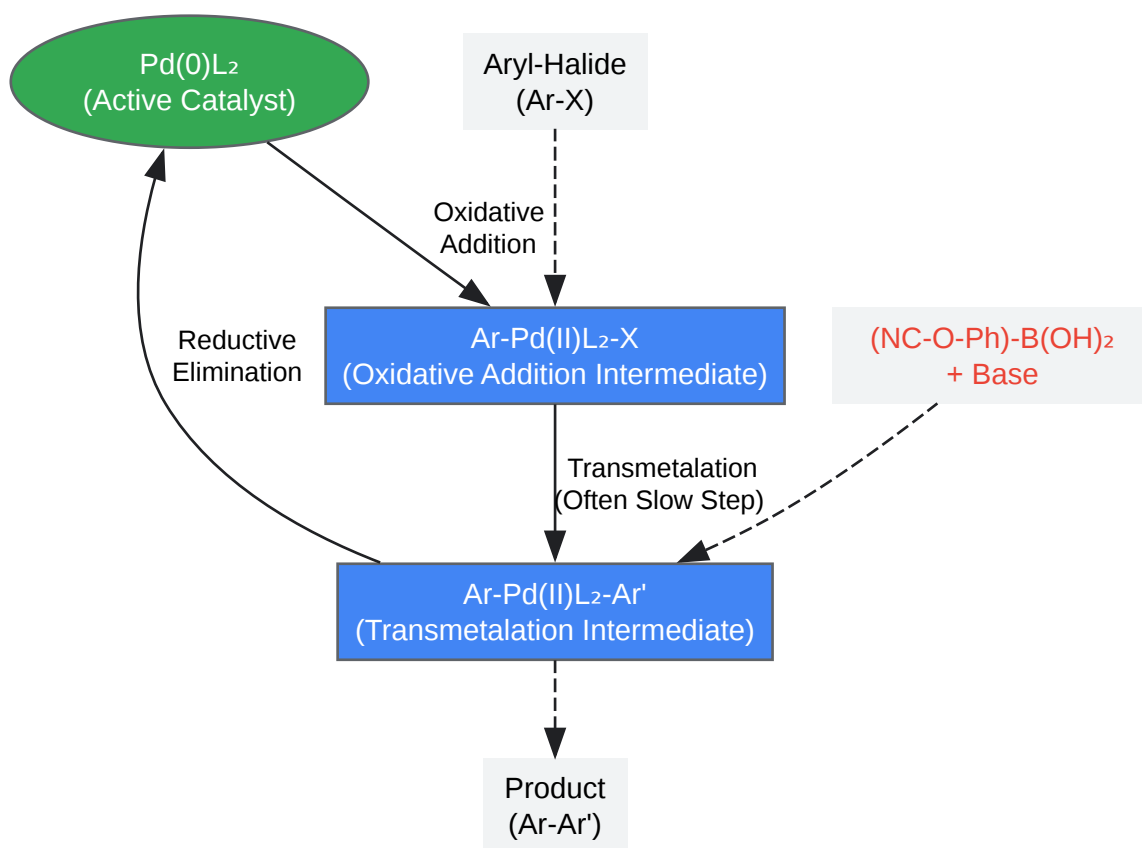 Pd(0)L₂
(Active Catalyst)
Aryl-Halide
(Ar-X)
Oxidative
Addition
Reductive
Elimination
Ar-Pd(II)L₂-X
(Oxidative Addition Intermediate)
(NC-O-Ph)-B(OH)₂
+ Base
Transmetalation
(Often Slow Step)
Ar-Pd(II)L₂-Ar'
(Transmetalation Intermediate)
Product
(Ar-Ar')